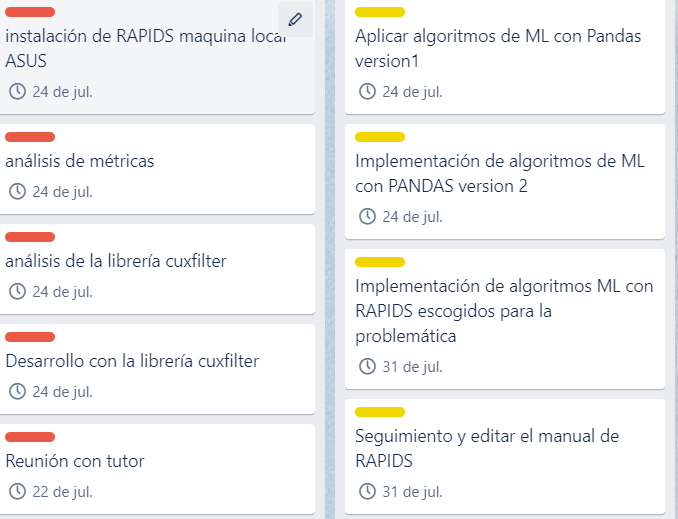 instalación de RAPIDS maquina local
ASUS
24 de jul.
análisis de métricas
24 de jul.
análisis de la librería cuxfilter
24 de jul.
Desarrollo con la librería cuxfilter
24 de jul.
Reunión con tutor
22 de jul.
Aplicar algoritmos de ML con Pandas
version1
24 de jul.
Implementación de algoritmos de ML
con PANDAS version 2
24 de jul.
Implementación de algoritmos ML con
RAPIDS escogidos para la
problemática
31 de jul.
Seguimiento y editar el manual de
RAPIDS
31 de jul.